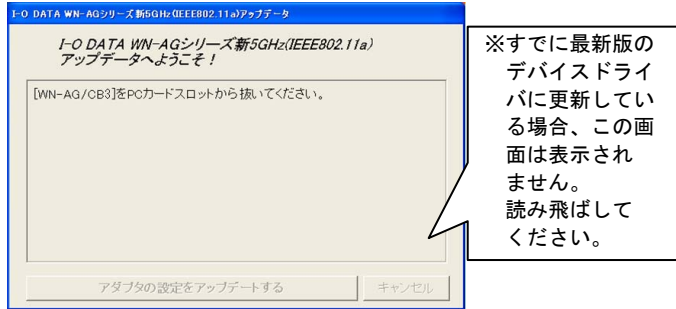 I-O DATA WN-AGシリーズ新5GHz(IEEE802.11a)アップデータ
I-O DATA WN-AGシリーズ新5GHz(IEEE802.11a)
アップデータへようこそ！
[WN-AG/CB3]をPCカードスロットから抜いてください。
アダプタの設定をアップデートする
キャンセル
※すでに最新版の
デバイスドライ
バに更新してい
る場合、この画
面は表示され
ません。
読み飛ばして
ください。